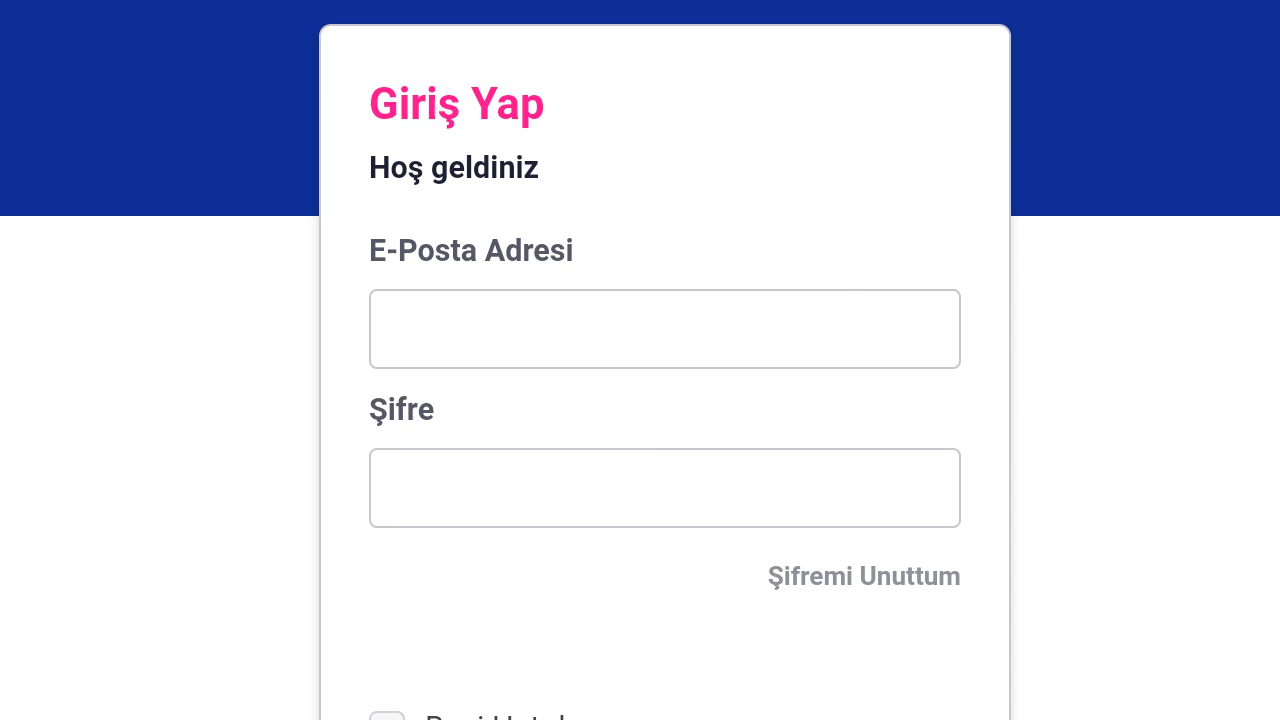 Giriş Yap
Hoş geldiniz
E-Posta Adresi
Şifre
Şifremi Unuttum